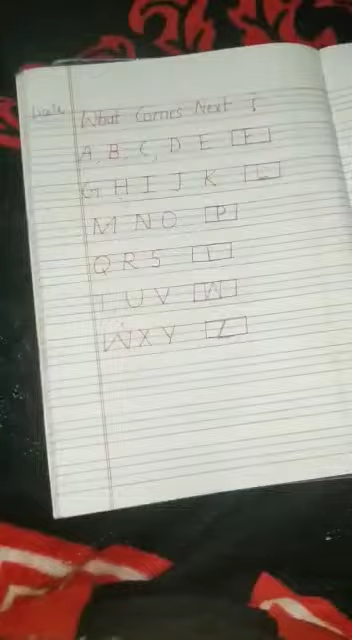 What Comes Next ?
A, B, C, D E F
G H I J K L
M N O P
Q R S T
T U V W
W X Y Z